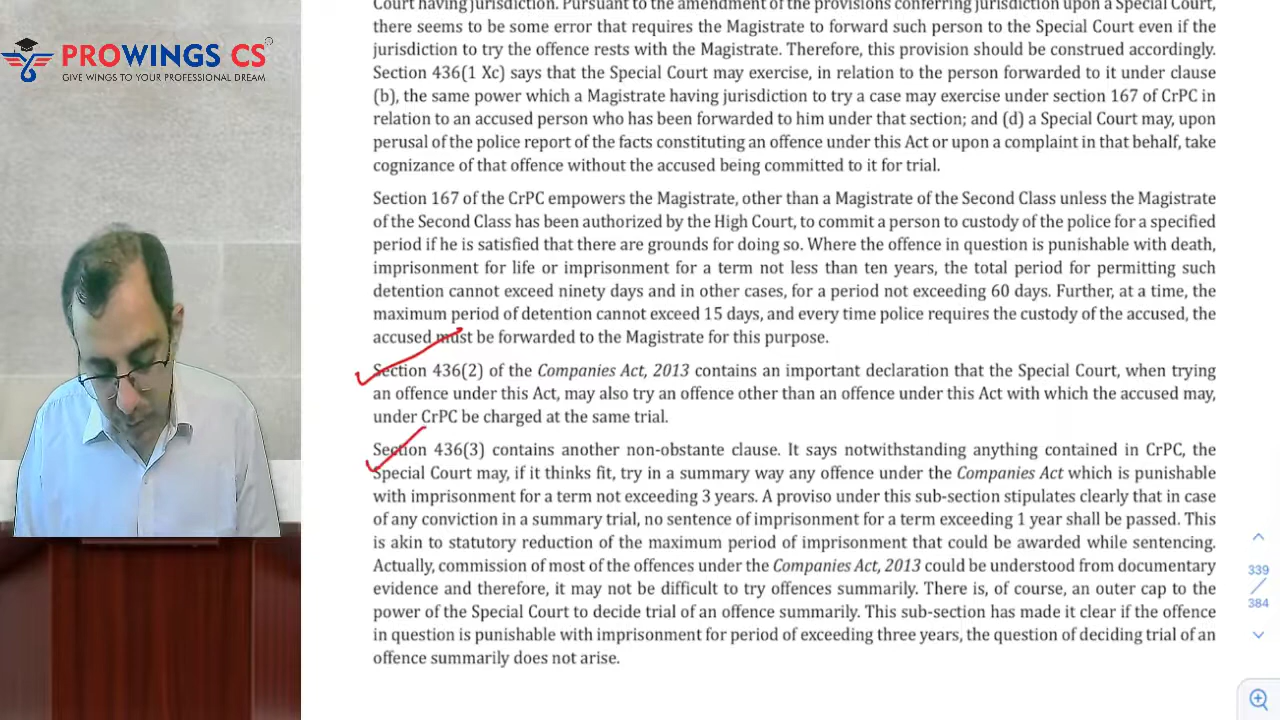 PROWINGS CS
GIVE WINGS TO YOUR PROFESSIONAL DREAM
Court having jurisdiction. Pursuant to the amendment of the provisions conferring jurisdiction upon a Special Court,
there seems to be some error that requires the Magistrate to forward such person to the Special Court even if the
jurisdiction to try the offence rests with the Magistrate. Therefore, this provision should be construed accordingly.
Section 436(1 Xc) says that the Special Court may exercise, in relation to the person forwarded to it under clause
(b), the same power which a Magistrate having jurisdiction to try a case may exercise under section 167 of CrPC in
relation to an accused person who has been forwarded to him under that section; and (d) a Special Court may, upon
perusal of the police report of the facts constituting an offence under this Act or upon a complaint in that behalf, take
cognizance of that offence without the accused being committed to it for trial.
Section 167 of the CrPC empowers the Magistrate, other than a Magistrate of the Second Class unless the Magistrate
of the Second Class has been authorized by the High Court, to commit a person to custody of the police for a specified
period if he is satisfied that there are grounds for doing so. Where the offence in question is punishable with death,
imprisonment for life or imprisonment for a term not less than ten years, the total period for permitting such
detention cannot exceed ninety days and in other cases, for a period not exceeding 60 days. Further, at a time, the
maximum period of detention cannot exceed 15 days, and every time police requires the custody of the accused, the
accused must be forwarded to the Magistrate for this purpose.
Section 436(2) of the Companies Act, 2013 contains an important declaration that the Special Court, when trying
an offence under this Act, may also try an offence other than an offence under this Act with which the accused may,
under CrPC be charged at the same trial.
Section 436(3) contains another non-obstante clause. It says notwithstanding anything contained in CrPC, the
Special Court may, if it thinks fit, try in a summary way any offence under the Companies Act which is punishable
with imprisonment for a term not exceeding 3 years. A proviso under this sub-section stipulates clearly that in case
of any conviction in a summary trial, no sentence of imprisonment for a term exceeding 1 year shall be passed. This
is akin to statutory reduction of the maximum period of imprisonment that could be awarded while sentencing.
Actually, commission of most of the offences under the Companies Act, 2013 could be understood from documentary
evidence and therefore, it may not be difficult to try offences summarily. There is, of course, an outer cap to the
power of the Special Court to decide trial of an offence summarily. This sub-section has made it clear if the offence
in question is punishable with imprisonment for period of exceeding three years, the question of deciding trial of an
offence summarily does not arise.
339
384